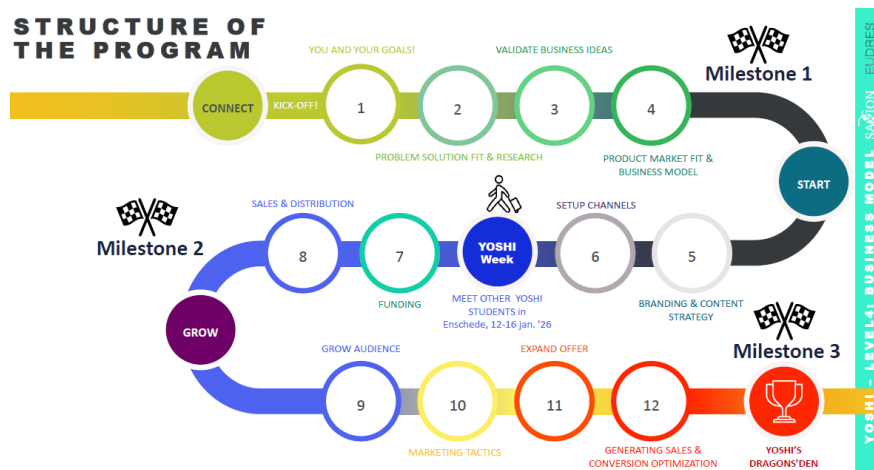 STRUCTURE OF
THE PROGRAM
YOU AND YOUR GOALS!
VALIDATE BUSINESS IDEAS
Milestone 1
CONNECT
KICK-OFF!
1
2
3
4
PROBLEM SOLUTION FIT & RESEARCH
PRODUCT MARKET FIT &
BUSINESS MODEL
START
SALES & DISTRIBUTION
SETUP CHANNELS
Milestone 2
8
7
YOSHI
Week
6
5
FUNDING
MEET OTHER YOSHI
STUDENTS in
Enschede, 12-16 jan. '26
BRANDING & CONTENT
STRATEGY
GROW
GROW AUDIENCE
EXPAND OFFER
Milestone 3
9
10
11
12
MARKETING TACTICS
GENERATING SALES &
CONVERSION OPTIMIZATION
YOSHI'S
DRAGONS'DEN
YOSHI – LEVEL4: BUSINESS MODEL
SAXION
EUDRES